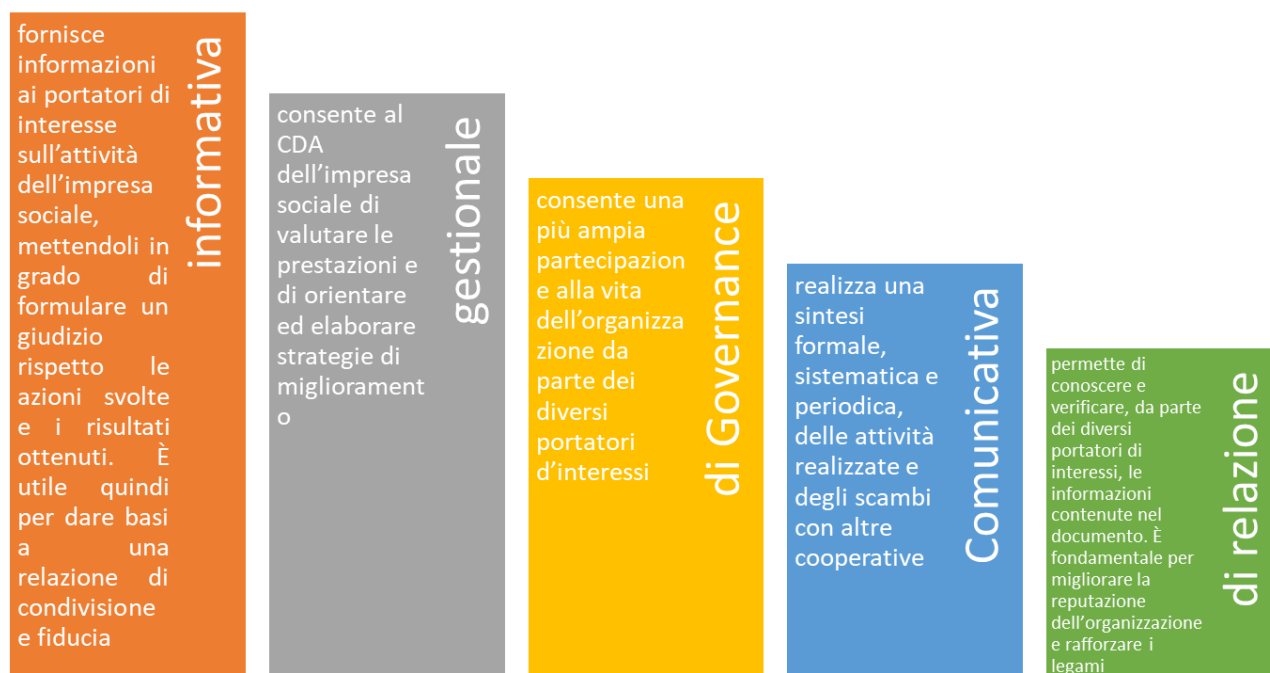 fornisce
informazioni
ai portatori di
interesse
sull’attività
dell’impresa
sociale,
mettendoli in
grado di
formulare un
giudizio
rispetto le
azioni svolte
e i risultati
ottenuti. È
utile quindi
per dare basi
a una
relazione di
condivisione
e fiducia
informativa
consente al
CDA
dell’impresa
sociale di
valutare le
prestazioni e
di orientare
ed elaborare
strategie di
migliorament
o
gestionale
consente una
più ampia
partecipazion
e alla vita
dell’organizza
zione da
parte dei
diversi
portatori
d’interessi
di Governance
realizza una
sintesi
formale,
sistematica e
periodica,
delle attività
realizzate e
degli scambi
con altre
cooperative
Comunicativa
permette di
conoscere e
verificare, da parte
dei diversi
portatori di
interessi, le
informazioni
contenute nel
documento. È
fondamentale per
migliorare la
reputazione
dell’organizzazione
e rafforzare i
legami
di relazione